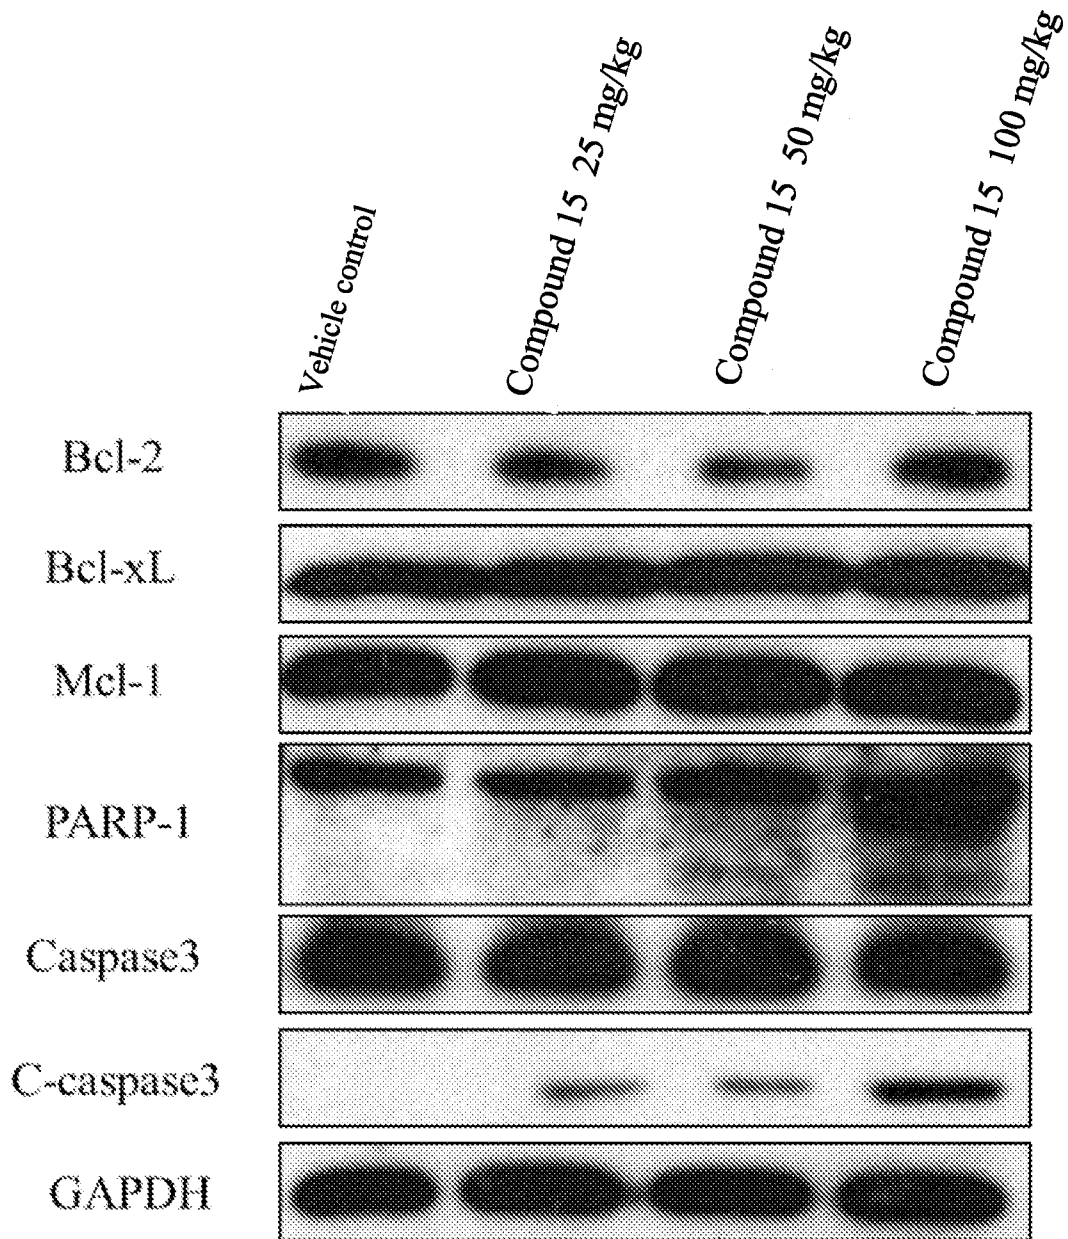 Vehicle control
Compound 15 25 mg/kg
Compound 15 50 mg/kg
Compound 15 100 mg/kg
Bcl-2
Bcl-xL
Mcl-1
PARP-1
Caspase3
C-caspase3
GAPDH